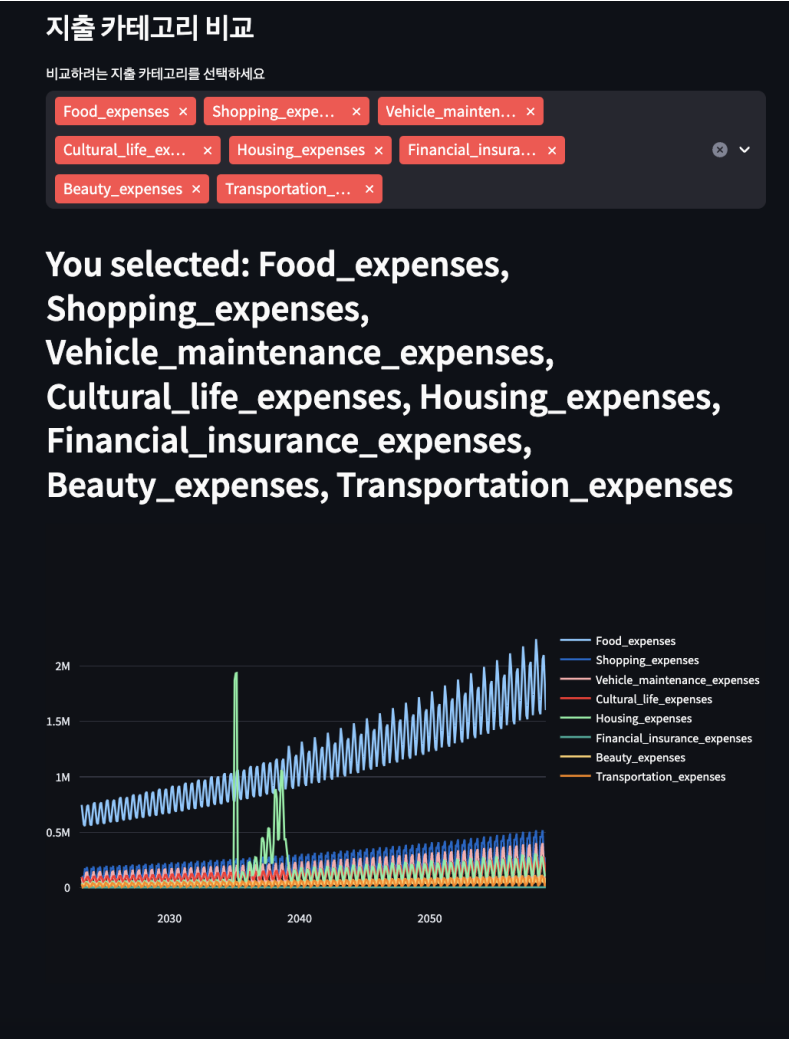 지출 카테고리 비교
비교하려는 지출 카테고리를 선택하세요
Food_expenses × Shopping_expe... × Vehicle_mainten... ×
Cultural_life_ex... × Housing_expenses × Financial_insura... ×
Beauty_expenses × Transportation_... ×
You selected: Food_expenses,
Shopping_expenses,
Vehicle_maintenance_expenses,
Cultural_life_expenses, Housing_expenses,
Financial_insurance_expenses,
Beauty_expenses, Transportation_expenses
2M
1.5M
1M
0.5M
0
2030 2040 2050
Food_expenses
Shopping_expenses
Vehicle_maintenance_expenses
Cultural_life_expenses
Housing_expenses
Financial_insurance_expenses
Beauty_expenses
Transportation_expenses